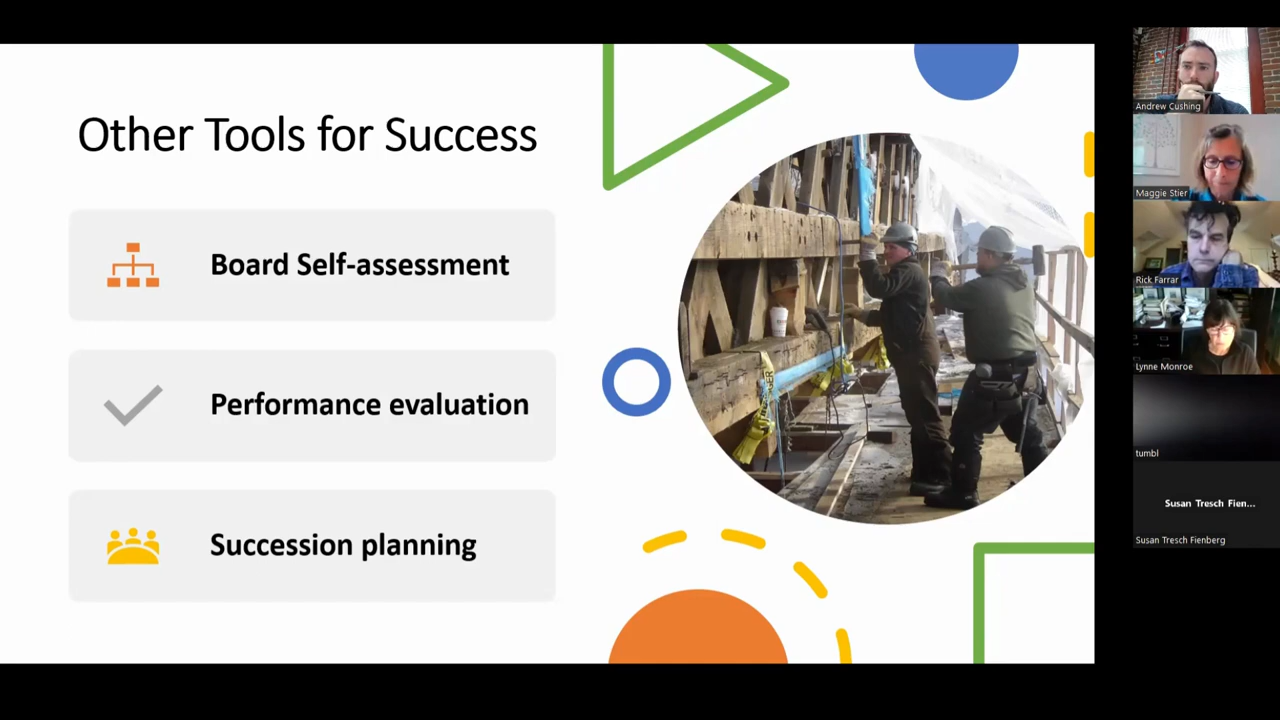 Other Tools for Success
Board Self-assessment
Performance evaluation
Succession planning
Andrew Cushing
Maggie Stier
Rick Farrar
Lynne Monroe
tumbl
Susan Tresch Fien...
Susan Tresch Fienberg